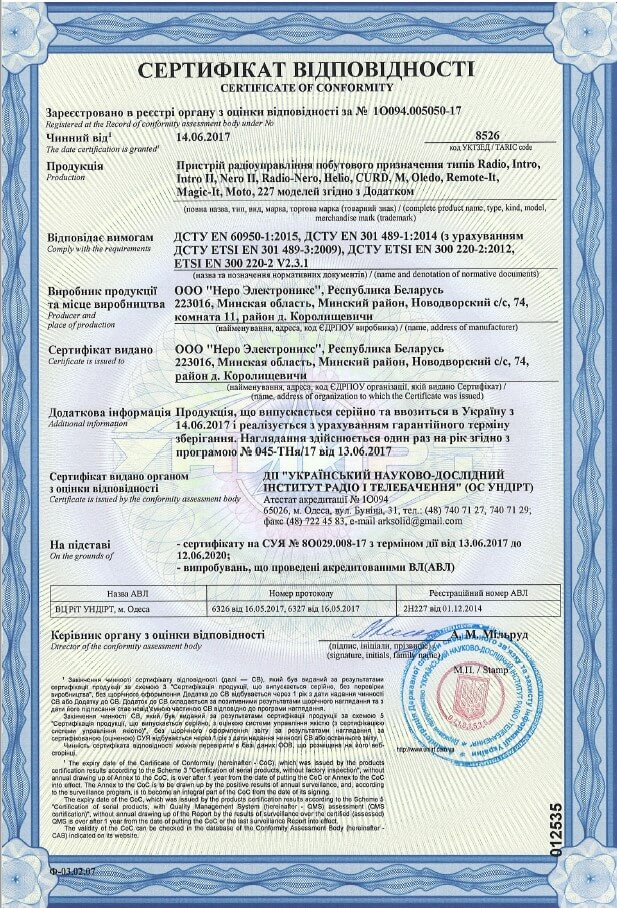 СЕРТИФІКАТ ВІДПОВІДНОСТІ
CERTIFICATE OF CONFORMITY
Зареєстровано в реєстрі органу з оцінки відповідності за № 1О094.005050-17
Registered at the Record of conformity assessment body under No
Чинний від¹ 14.06.2017 8526
The date certification is granted¹ код УКТЗЕД / TARIC code
Продукція Пристрій радіоуправління побутового призначення типів Radio, Intro,
Production Intro II, Nero II, Radio-Nero, Helio, CURD, M, Oledo, Remote-It,
Magic-It, Moto, 227 моделей згідно з Додатком
(повна назва, тип, вид, марка, торгова марка (товарний знак) / (complete product name, type, kind, model,
merchandise mark (trademark)
Відповідає вимогам ДСТУ EN 60950-1:2015, ДСТУ EN 301 489-1:2014 (з урахуванням
Comply with the requirements ДСТУ ETSI EN 301 489-3:2009), ДСТУ ETSI EN 300 220-2:2012,
ETSI EN 300 220-2 V2.3.1
(назва та позначення нормативних документів) / (name and denotation of normative documents)
Виробник продукції ООО "Неро Электроникс", Республика Беларусь
та місце виробництва 223016, Минская область, Минский район, Новодворский с/с, 74,
Producer and комната 11, район д. Королищевичи
place of production (найменування, адреса, код ЄДРПОУ виробника) / (name, address of manufacturer)
Сертифікат видано ООО "Неро Электроникс", Республика Беларусь
Certificate is issued to 223016, Минская область, Минский район, Новодворский с/с, 74,
район д. Королищевичи
(найменування, адреса, код ЄДРПОУ організації, якій видано Сертифікат) /
(name, address of organization to which the Certificate was issued)
Додаткова інформація Продукція, що випускається серійно та ввозиться в Україну з
Additional information 14.06.2017 і реалізується з урахуванням гарантійного терміну
зберігання. Наглядання здійснюється один раз на рік згідно з
програмою № 045-ТНя/17 від 13.06.2017
Сертифікат видано органом ДП "УКРАЇНСЬКИЙ НАУКОВО-ДОСЛІДНИЙ
з оцінки відповідності ІНСТИТУТ РАДІО І ТЕЛЕБАЧЕННЯ" (ОС УНДІРТ)
Certificate is issued by the conformity assessment body Атестат акредитації № 1О094
65026, м. Одеса, вул. Буніна, 31, тел.: (48) 740 71 27, 740 71 29;
факс (48) 722 45 83, e-mail arksolid@gmail.com
На підставі - сертифікату на СУЯ № 8О029.008-17 з терміном дії від 13.06.2017 до
On the grounds of 12.06.2020;
- випробувань, що проведені акредитованими ВЛ(АВЛ)
Назва АВЛ Номер протоколу Реєстраційний номер АВЛ
ВЦ РіТ УНДІРТ, м. Одеса 6326 від 16.05.2017, 6327 від 16.05.2017 2Н227 від 01.12.2014
Керівник органу з оцінки відповідності А. М. Мільруд
Director of the conformity assessment body (підпис, ініціали, прізвище)
(signature, initials, family name)
М.П. / Stamp
¹ Закінчення чинності Сертифікату відповідності (далі — СВ), який був виданий за результатами
сертифікації продукції за схемою 3 "Сертифікація продукції, що випускається серійно, без перевірки
виробництва", без щорічного оформлення Додатка до СВ відбувається через 1 рік з дати надання чинності
СВ або Додатку до СВ. Додаток до СВ складається за позитивними результатами щорічного наглядання та з
дати його підписання стає невід'ємною частиною СВ відповідно до програми наглядання.
Закінчення чинності СВ, який був виданий за результатами сертифікації продукції за схемою 5
"Сертифікація продукції, що випускається серійно, з оцінкою системи управління якістю (з сертифікацією
системи управління якістю)", без щорічного оформлення акту за результатами наглядання за
сертифікованою (оціненою) СУЯ відбувається через 1 рік з дати надання чинності СВ або останнього звіту.
Чинність сертифікату відповідності можна перевірити в базі даних ООВ, що розміщена на його веб-
сторінці.
¹ The expiry date of the Certificate of Conformity (hereinafter - CoC), which was issued by the products
certification results according to the Scheme 3 "Certification of serial products, without factory inspection", without
annual drawing up of Annex to the CoC, is over after 1 year from the date of putting the CoC or Annex to the CoC
into effect. The Annex to the CoC is to be drawn up by the positive results of annual surveillance, and, according
to the surveillance program, is to become an integral part of the CoC from the date of its signing.
The expiry date of the CoC, which was issued by the products certification results according to the Scheme 5
"Certification of serial products, with Quality Management System (hereinafter - QMS) assessment (QMS
certification)", without annual drawing up of the Report by the results of surveillance over the certified (assessed)
QMS is over after 1 year from the date of putting the CoC or the last surveillance Report into effect.
The validity of the CoC can be checked in the database of the Conformity Assessment Body (hereinafter -
CAB) indicated on its website.
012535
Ф-03.02.07